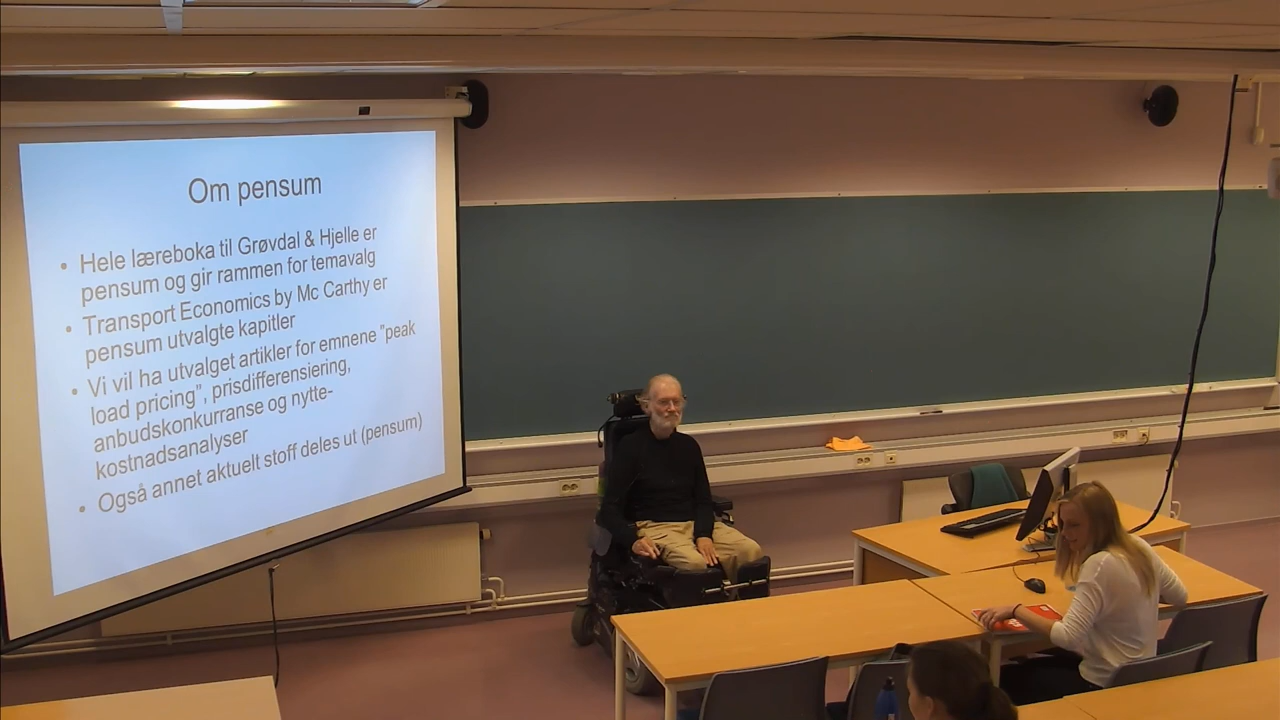 Om pensum
• Hele læreboka til Grøvdal & Hjelle er
pensum og gir rammen for temavalg
• Transport Economics by Mc Carthy er
pensum utvalgte kapitler
• Vi vil ha utvalget artikler for emnene ”peak
load pricing”, prisdifferensiering,
anbudskonkurranse og nytte-
kostnadsanalyser
• Også annet aktuelt stoff deles ut (pensum)